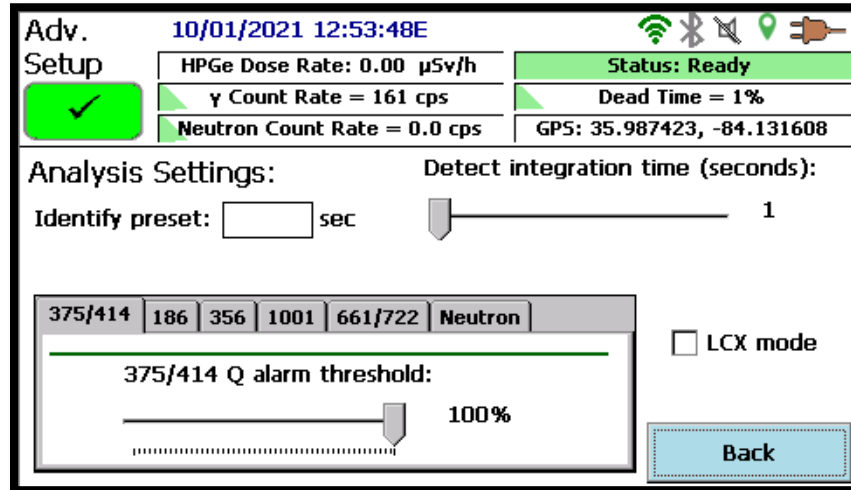 Adv. Setup
10/01/2021 12:53:48E
HPGe Dose Rate: 0.00 µSv/h
Status: Ready
γ Count Rate = 161 cps
Dead Time = 1%
Neutron Count Rate = 0.0 cps
GPS: 35.987423, -84.131608
Analysis Settings:
Detect integration time (seconds):
Identify preset:
sec
1
375/414
186
356
1001
661/722
Neutron
LCX mode
375/414 Q alarm threshold:
100%
Back